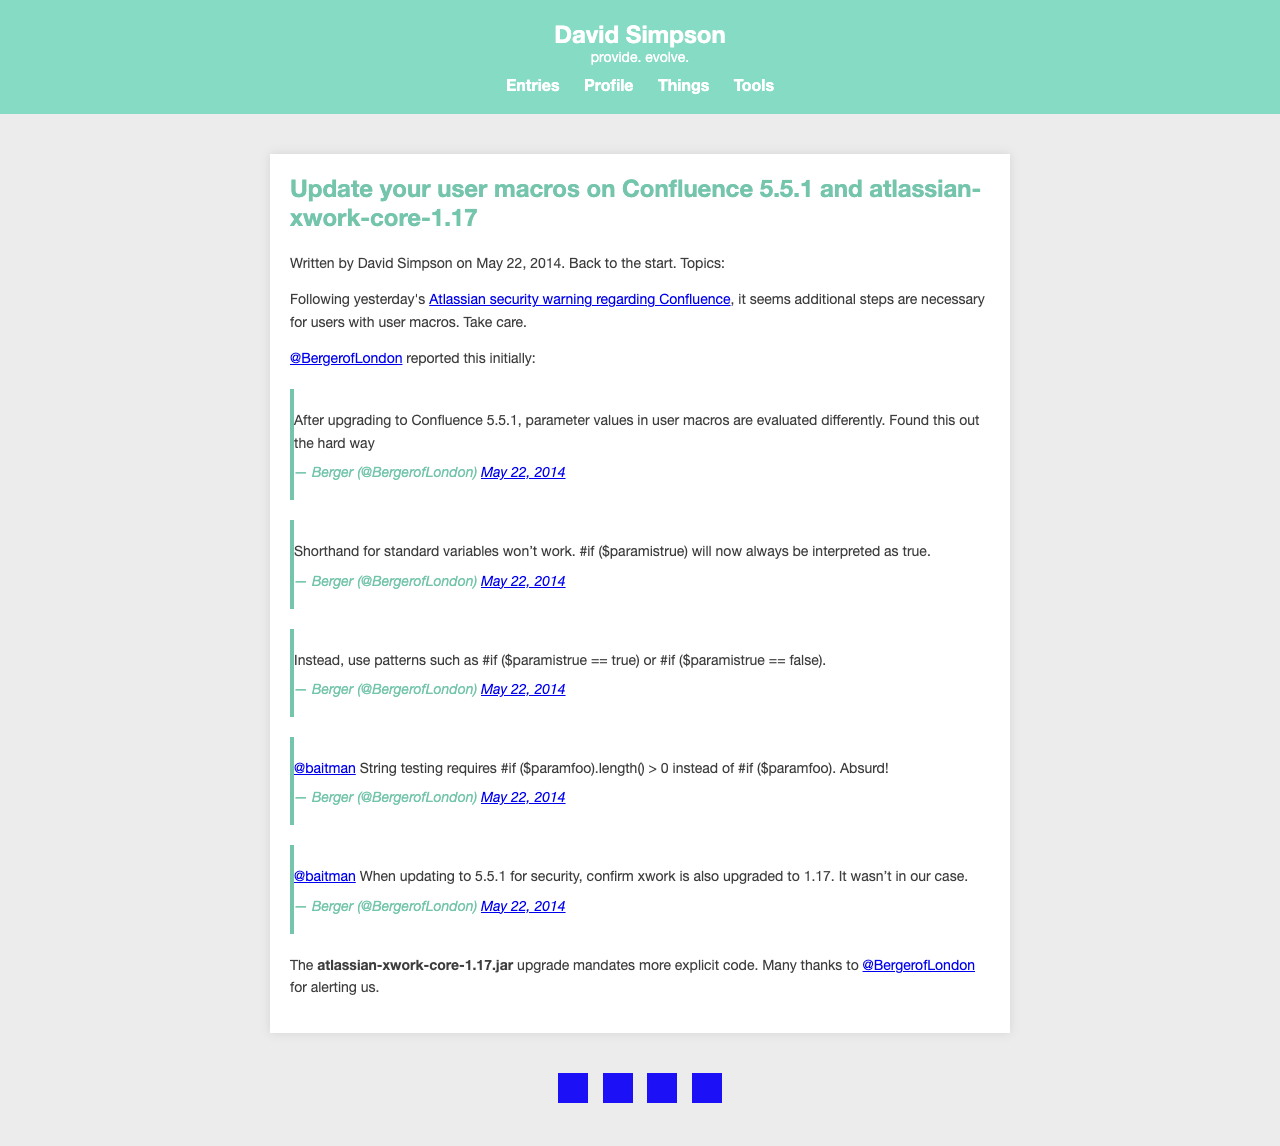 David Simpson
provide. evolve.
Entries Profile Things Tools
Update your user macros on Confluence 5.5.1 and atlassian-
xwork-core-1.17
Written by David Simpson on May 22, 2014. Back to the start. Topics:
Following yesterday's Atlassian security warning regarding Confluence, it seems additional steps are necessary
for users with user macros. Take care.
@BergerofLondon reported this initially:
After upgrading to Confluence 5.5.1, parameter values in user macros are evaluated differently. Found this out
the hard way
— Berger (@BergerofLondon) May 22, 2014
Shorthand for standard variables won’t work. #if ($paramistrue) will now always be interpreted as true.
— Berger (@BergerofLondon) May 22, 2014
Instead, use patterns such as #if ($paramistrue == true) or #if ($paramistrue == false).
— Berger (@BergerofLondon) May 22, 2014
@baitman String testing requires #if ($paramfoo).length() > 0 instead of #if ($paramfoo). Absurd!
— Berger (@BergerofLondon) May 22, 2014
@baitman When updating to 5.5.1 for security, confirm xwork is also upgraded to 1.17. It wasn’t in our case.
— Berger (@BergerofLondon) May 22, 2014
The atlassian-xwork-core-1.17.jar upgrade mandates more explicit code. Many thanks to @BergerofLondon
for alerting us.